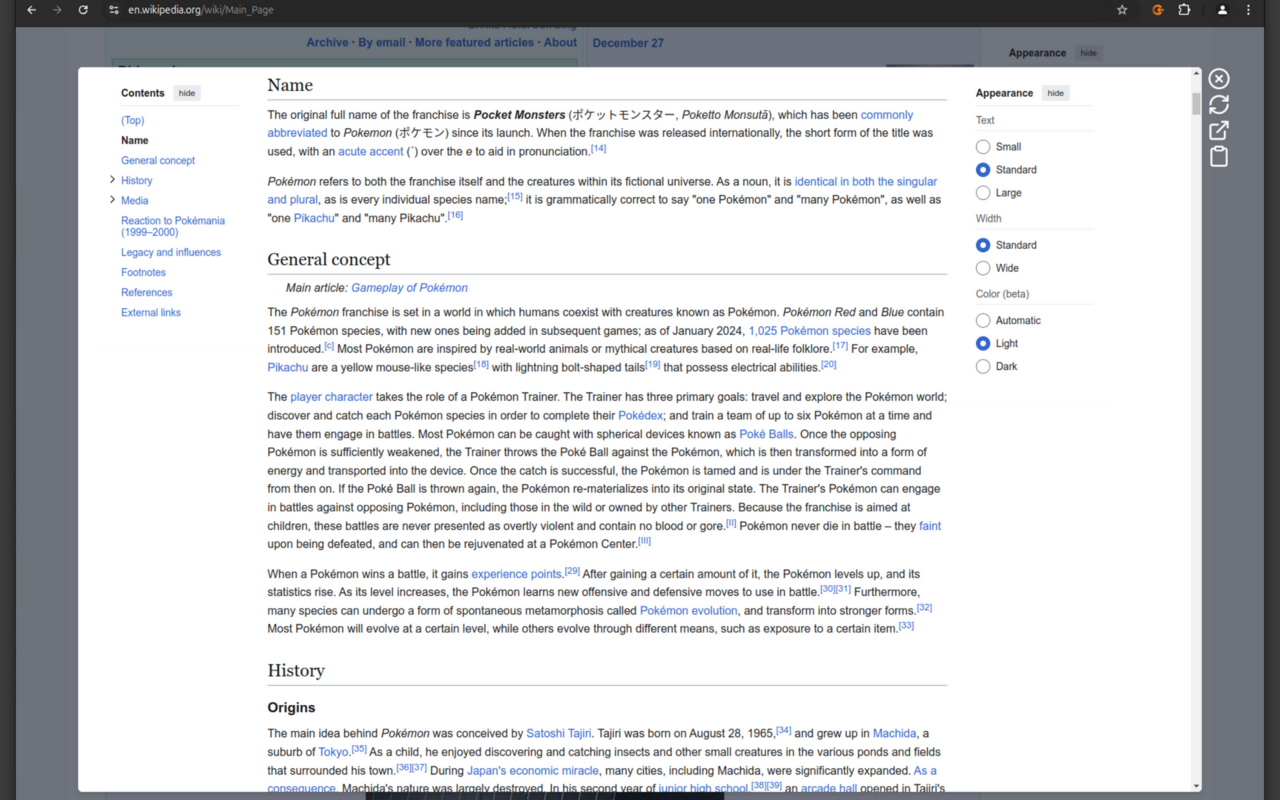 en.wikipedia.org/wiki/Main_Page
Archive · By email · More featured articles · About
December 27
Appearance hide
Contents hide
(Top)
Name
General concept
History
Media
Reaction to Pokémania
(1999–2000)
Legacy and influences
Footnotes
References
External links
Name
The original full name of the franchise is Pocket Monsters (ポケットモンスター, Poketto Monsutā), which has been commonly
abbreviated to Pokemon (ポケモン) since its launch. When the franchise was released internationally, the short form of the title was
used, with an acute accent (´) over the e to aid in pronunciation.[14]
Pokémon refers to both the franchise itself and the creatures within its fictional universe. As a noun, it is identical in both the singular
and plural, as is every individual species name;[15] it is grammatically correct to say "one Pokémon" and "many Pokémon", as well as
"one Pikachu" and "many Pikachu".[16]
General concept
Main article: Gameplay of Pokémon
The Pokémon franchise is set in a world in which humans coexist with creatures known as Pokémon. Pokémon Red and Blue contain
151 Pokémon species, with new ones being added in subsequent games; as of January 2024, 1,025 Pokémon species have been
introduced.[c] Most Pokémon are inspired by real-world animals or mythical creatures based on real-life folklore.[17] For example,
Pikachu are a yellow mouse-like species[18] with lightning bolt-shaped tails[19] that possess electrical abilities.[20]
The player character takes the role of a Pokémon Trainer. The Trainer has three primary goals: travel and explore the Pokémon world;
discover and catch each Pokémon species in order to complete their Pokédex; and train a team of up to six Pokémon at a time and
have them engage in battles. Most Pokémon can be caught with spherical devices known as Poké Balls. Once the opposing
Pokémon is sufficiently weakened, the Trainer throws the Poké Ball against the Pokémon, which is then transformed into a form of
energy and transported into the device. Once the catch is successful, the Pokémon is tamed and is under the Trainer's command
from then on. If the Poké Ball is thrown again, the Pokémon re-materializes into its original state. The Trainer's Pokémon can engage
in battles against opposing Pokémon, including those in the wild or owned by other Trainers. Because the franchise is aimed at
children, these battles are never presented as overtly violent and contain no blood or gore.[II] Pokémon never die in battle – they faint
upon being defeated, and can then be rejuvenated at a Pokémon Center.[III]
When a Pokémon wins a battle, it gains experience points.[29] After gaining a certain amount of it, the Pokémon levels up, and its
statistics rise. As its level increases, the Pokémon learns new offensive and defensive moves to use in battle.[30][31] Furthermore,
many species can undergo a form of spontaneous metamorphosis called Pokémon evolution, and transform into stronger forms.[32]
Most Pokémon will evolve at a certain level, while others evolve through different means, such as exposure to a certain item.[33]
History
Origins
The main idea behind Pokémon was conceived by Satoshi Tajiri. Tajiri was born on August 28, 1965,[34] and grew up in Machida, a
suburb of Tokyo.[35] As a child, he enjoyed discovering and catching insects and other small creatures in the various ponds and fields
that surrounded his town.[36][37] During Japan's economic miracle, many cities, including Machida, were significantly expanded. As a
consequence, Machida's nature was largely destroyed. In his second year of junior high school,[38][39] an arcade hall opened in Tajiri's
Appearance hide
Text
Small
Standard
Large
Width
Standard
Wide
Color (beta)
Automatic
Light
Dark